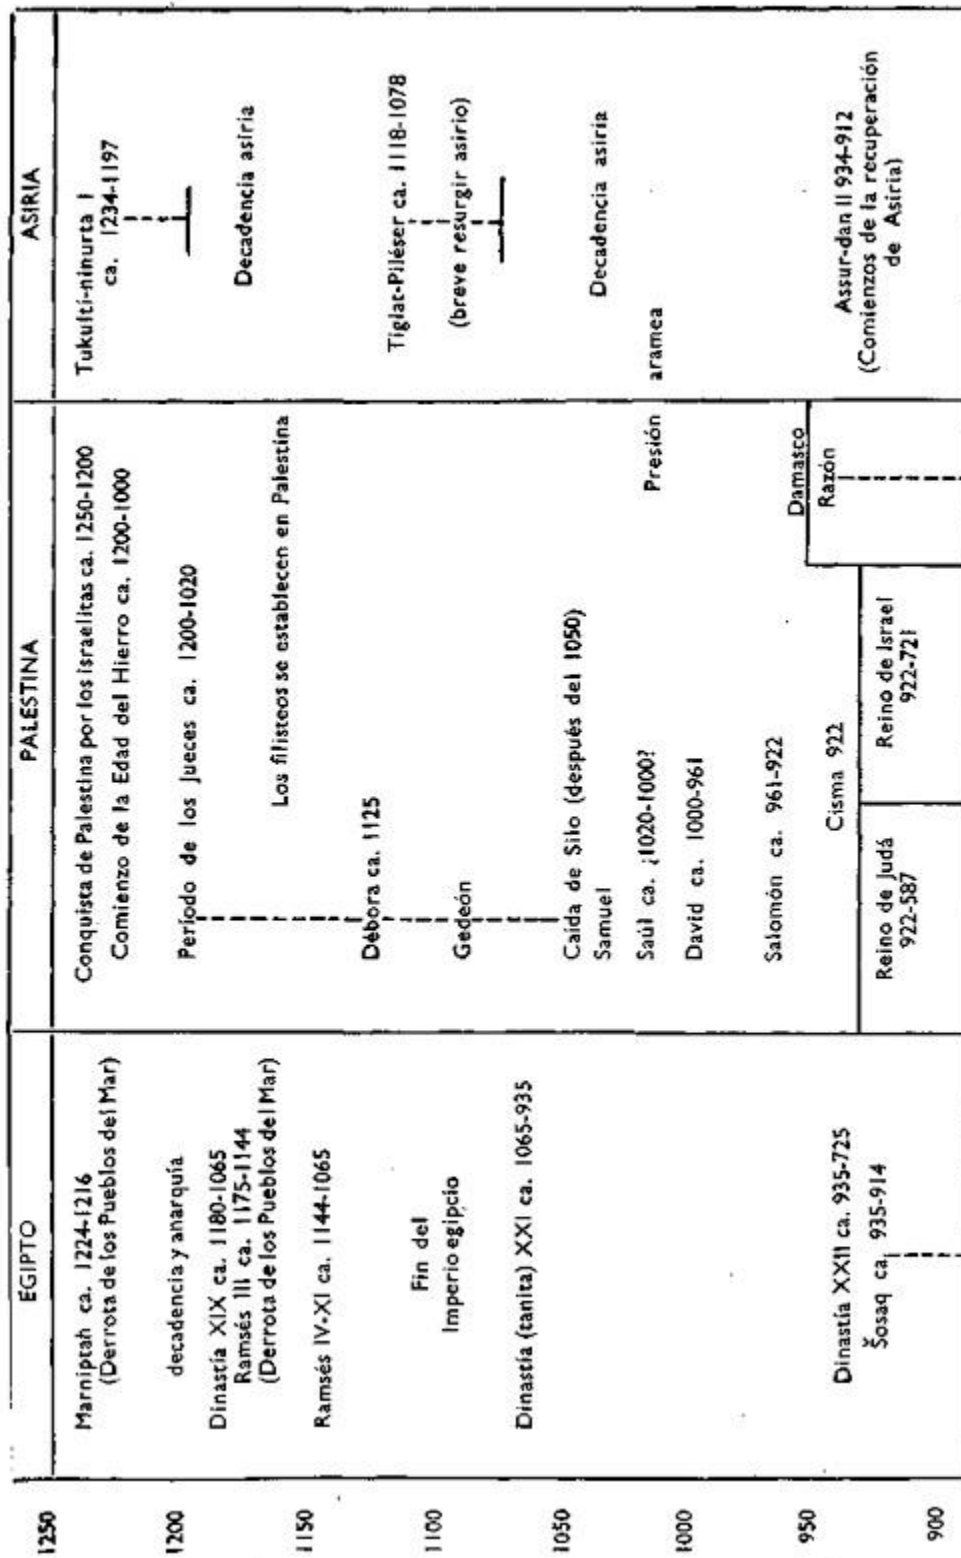 EGIPTO
PALESTINA
ASIRIA
1250
1200
1150
1100
1050
1000
950
900
Marniptah ca. 1224-1216
(Derrota de los Pueblos del Mar)
decadencia y anarquía
Dinastía XIX ca. 1180-1065
Ramsés III ca. 1175-1144
(Derrota de los Pueblos del Mar)
Ramsés IV-XI ca. 1144-1065
Fin del
Imperio egipcio
Dinastía (tanita) XXI ca. 1065-935
Dinastía XXII ca. 935-725
Šosaq ca. 935-914
Conquista de Palestina por los israelitas ca. 1250-1200
Comienzo de la Edad del Hierro ca. 1200-1000
Período de los Jueces ca. 1200-1020
Los filisteos se establecen en Palestina
Débora ca. 1125
Gedeón
Caída de Silo (después del 1050)
Samuel
Saúl ca. ¿1020-1000?
David ca. 1000-961
Salomón ca. 961-922
Cisma 922
Reino de Judá
922-587
Reino de Israel
922-721
Presión aramea
Damasco
Razón
Tukulti-ninurta I
ca. 1234-1197
Decadencia asiria
Tiglat-Piléser ca. 1118-1078
(breve resurgir asirio)
Decadencia asiria
Assur-dan II 934-912
(Comienzos de la recuperación
de Asiria)